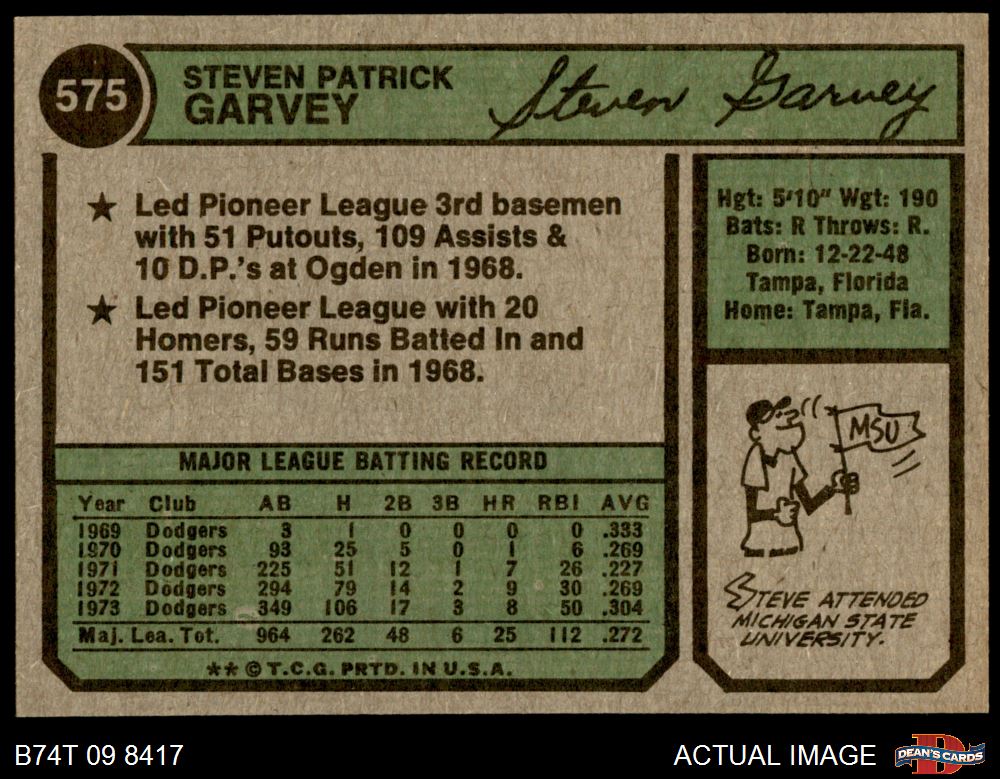 575
STEVEN PATRICK
GARVEY
Steven Garvey
★ Led Pioneer League 3rd basemen
with 51 Putouts, 109 Assists &
10 D.P.'s at Ogden in 1968.
★ Led Pioneer League with 20
Homers, 59 Runs Batted In and
151 Total Bases in 1968.
Hgt: 5'10" Wgt: 190
Bats: R Throws: R.
Born: 12-22-48
Tampa, Florida
Home: Tampa, Fla.
MSU
STEVE ATTENDED
MICHIGAN STATE
UNIVERSITY.
MAJOR LEAGUE BATTING RECORD
Year Club AB H 2B 3B HR RBI AVG
1969 Dodgers 3 1 0 0 0 0 .333
1970 Dodgers 93 25 5 0 1 6 .269
1971 Dodgers 225 51 12 1 7 26 .227
1972 Dodgers 294 79 14 2 9 30 .269
1973 Dodgers 349 106 17 3 8 50 .304
Maj. Lea. Tot. 964 262 48 6 25 112 .272
** © T.C.G. PRTD. IN U.S.A.
B74T 09 8417
ACTUAL IMAGE
DEAN'S CARDS